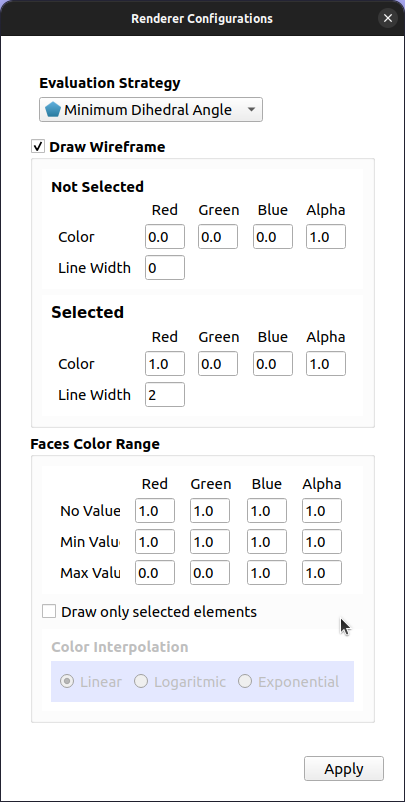 Renderer Configurations
Evaluation Strategy
Minimum Dihedral Angle
Draw Wireframe
Not Selected
Red Green Blue Alpha
Color 0.0 0.0 0.0 1.0
Line Width 0
Selected
Red Green Blue Alpha
Color 1.0 0.0 0.0 1.0
Line Width 2
Faces Color Range
Red Green Blue Alpha
No Value 1.0 1.0 1.0 1.0
Min Valu 1.0 1.0 1.0 1.0
Max Valu 0.0 0.0 1.0 1.0
Draw only selected elements
Color Interpolation
Linear Logaritmic Exponential
Apply